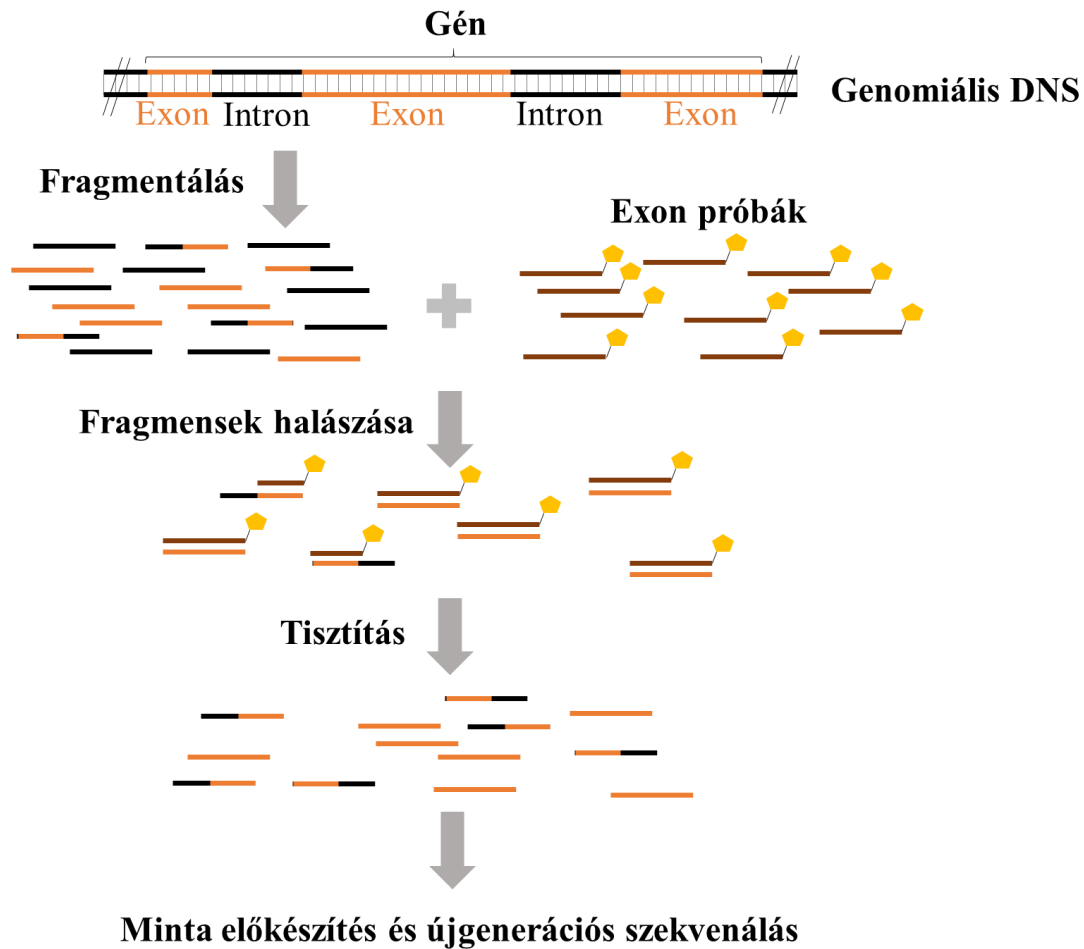 Gén
Genomiális DNS
Exon Intron Exon Intron Exon
Fragmentálás
Exon próbák
Fragmensek halászása
Tisztítás
Minta előkészítés és újgenerációs szekvenálás